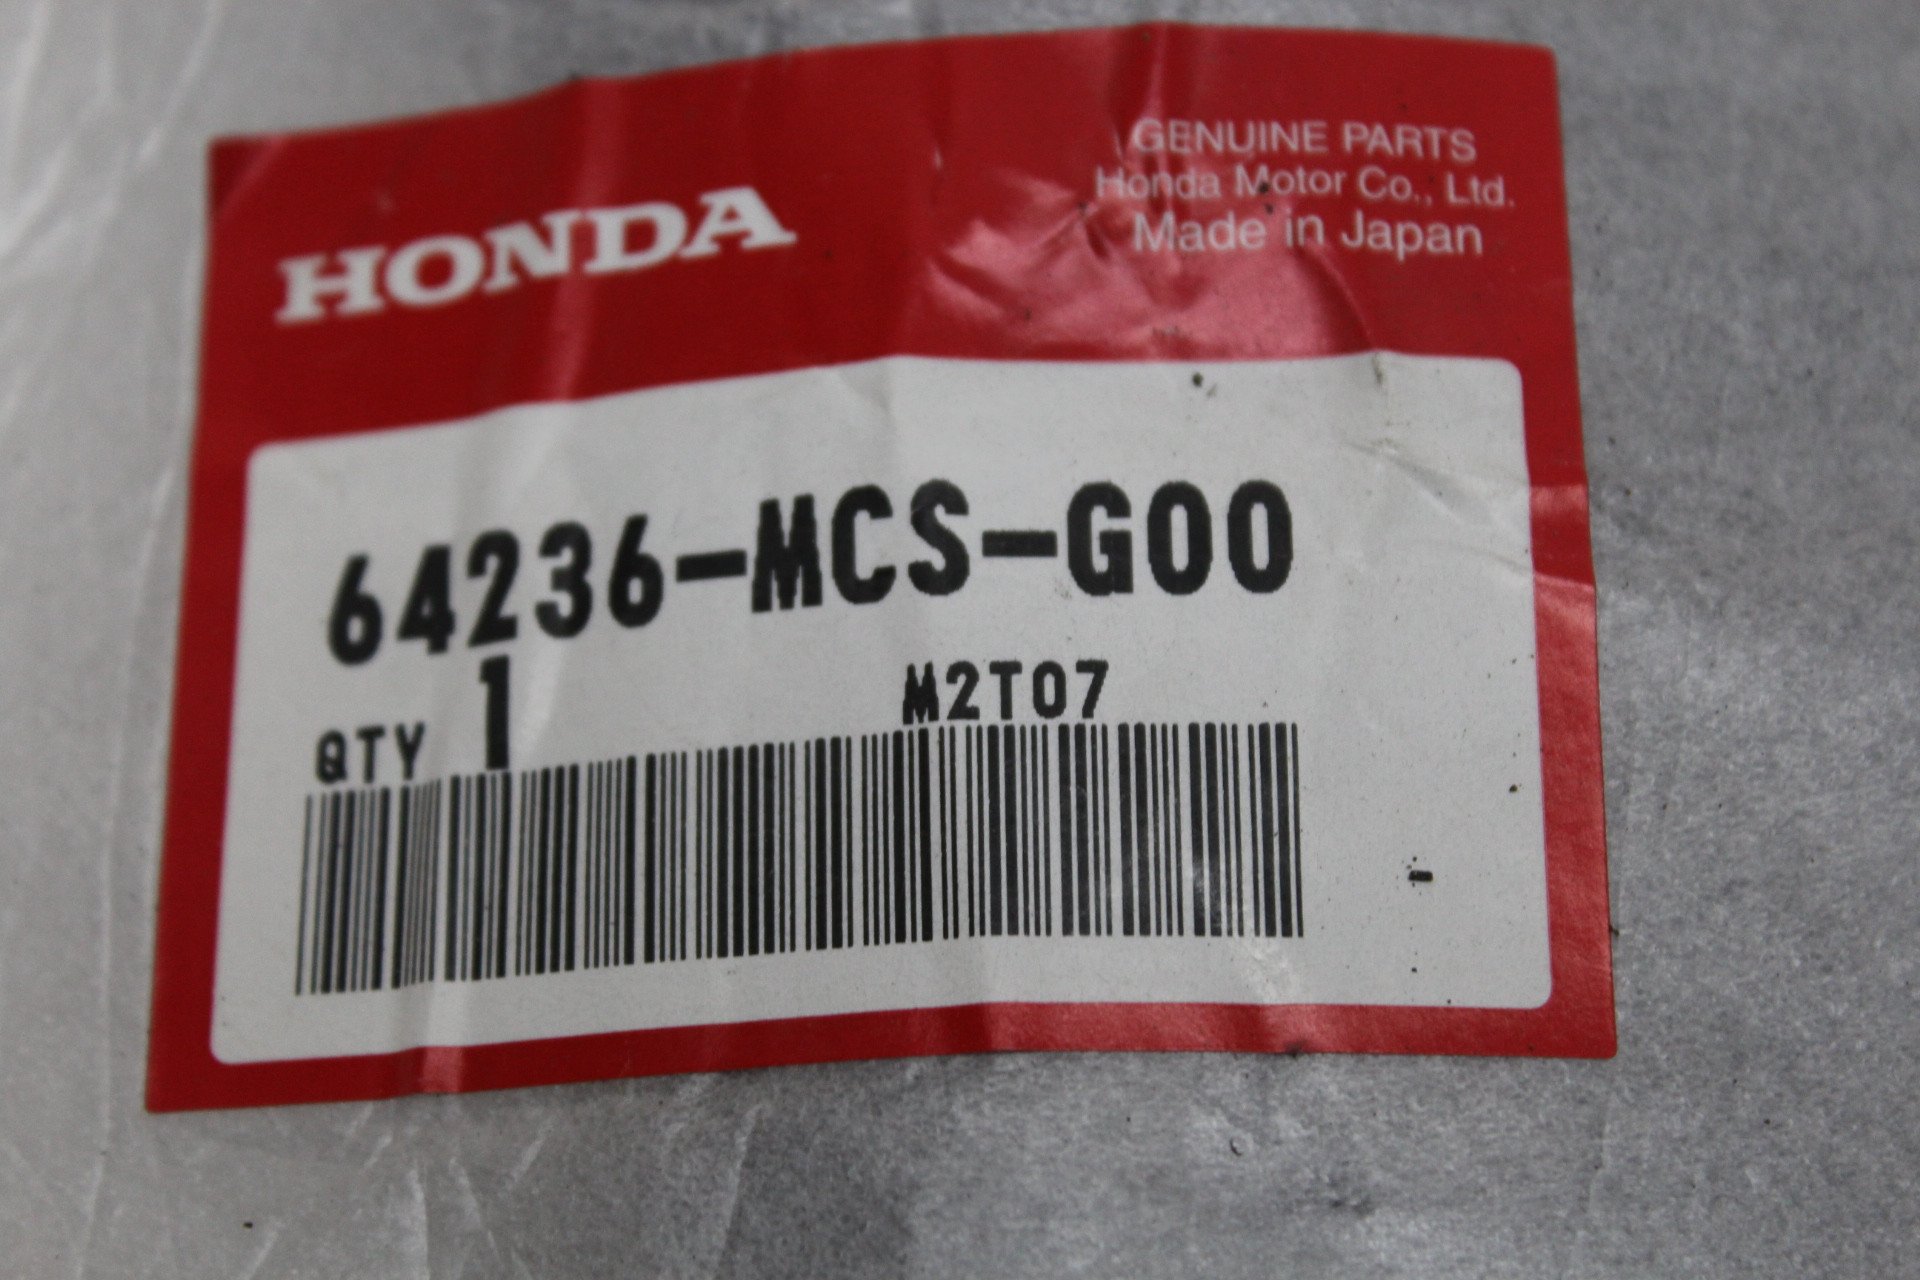 HONDA
GENUINE PARTS
Honda Motor Co., Ltd.
Made in Japan
64236-MCS-G00
QTY 1 M2T07